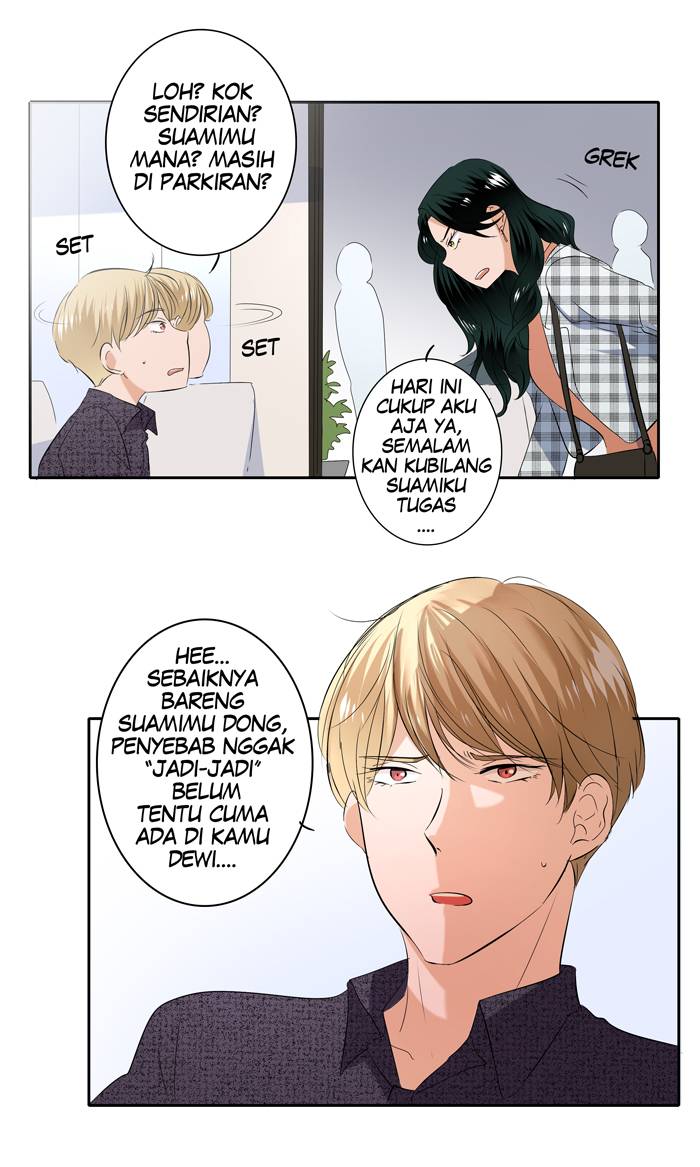 LOH? KOK
SENDIRIAN?
SUAMIMU
MANA? MASIH
DI PARKIRAN?
SET
SET
GREK
HARI INI
CUKUP AKU
AJA YA,
SEMALAM
KAN KUBILANG
SUAMIKU
TUGAS
....
HEE...
SEBAIKNYA
BARENG
SUAMIMU DONG,
PENYEBAB NGGAK
“JADI-JADI”
BELUM
TENTU CUMA
ADA DI KAMU
DEWI....